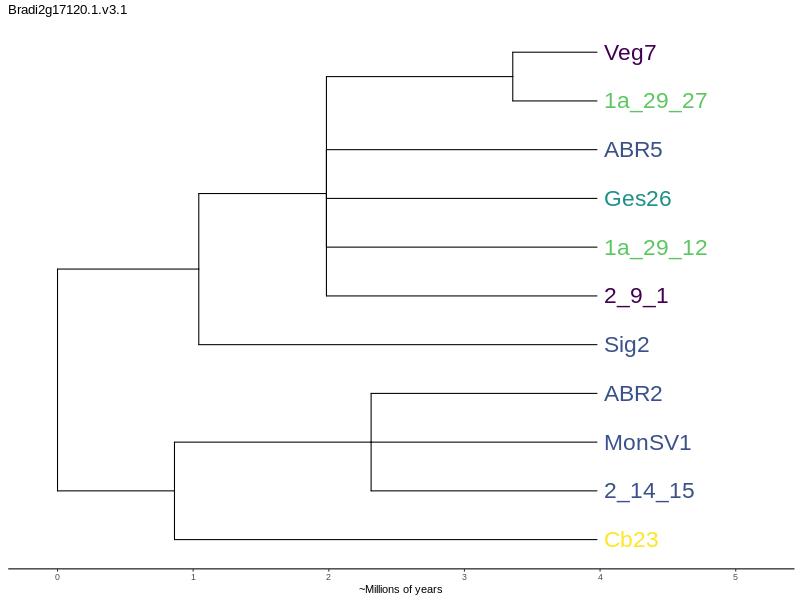 Bradi2g17120.1.v3.1
Veg7
1a_29_27
ABR5
Ges26
1a_29_12
2_9_1
Sig2
ABR2
MonSV1
2_14_15
Cb23
0 1 2 3 4 5
~Millions of years